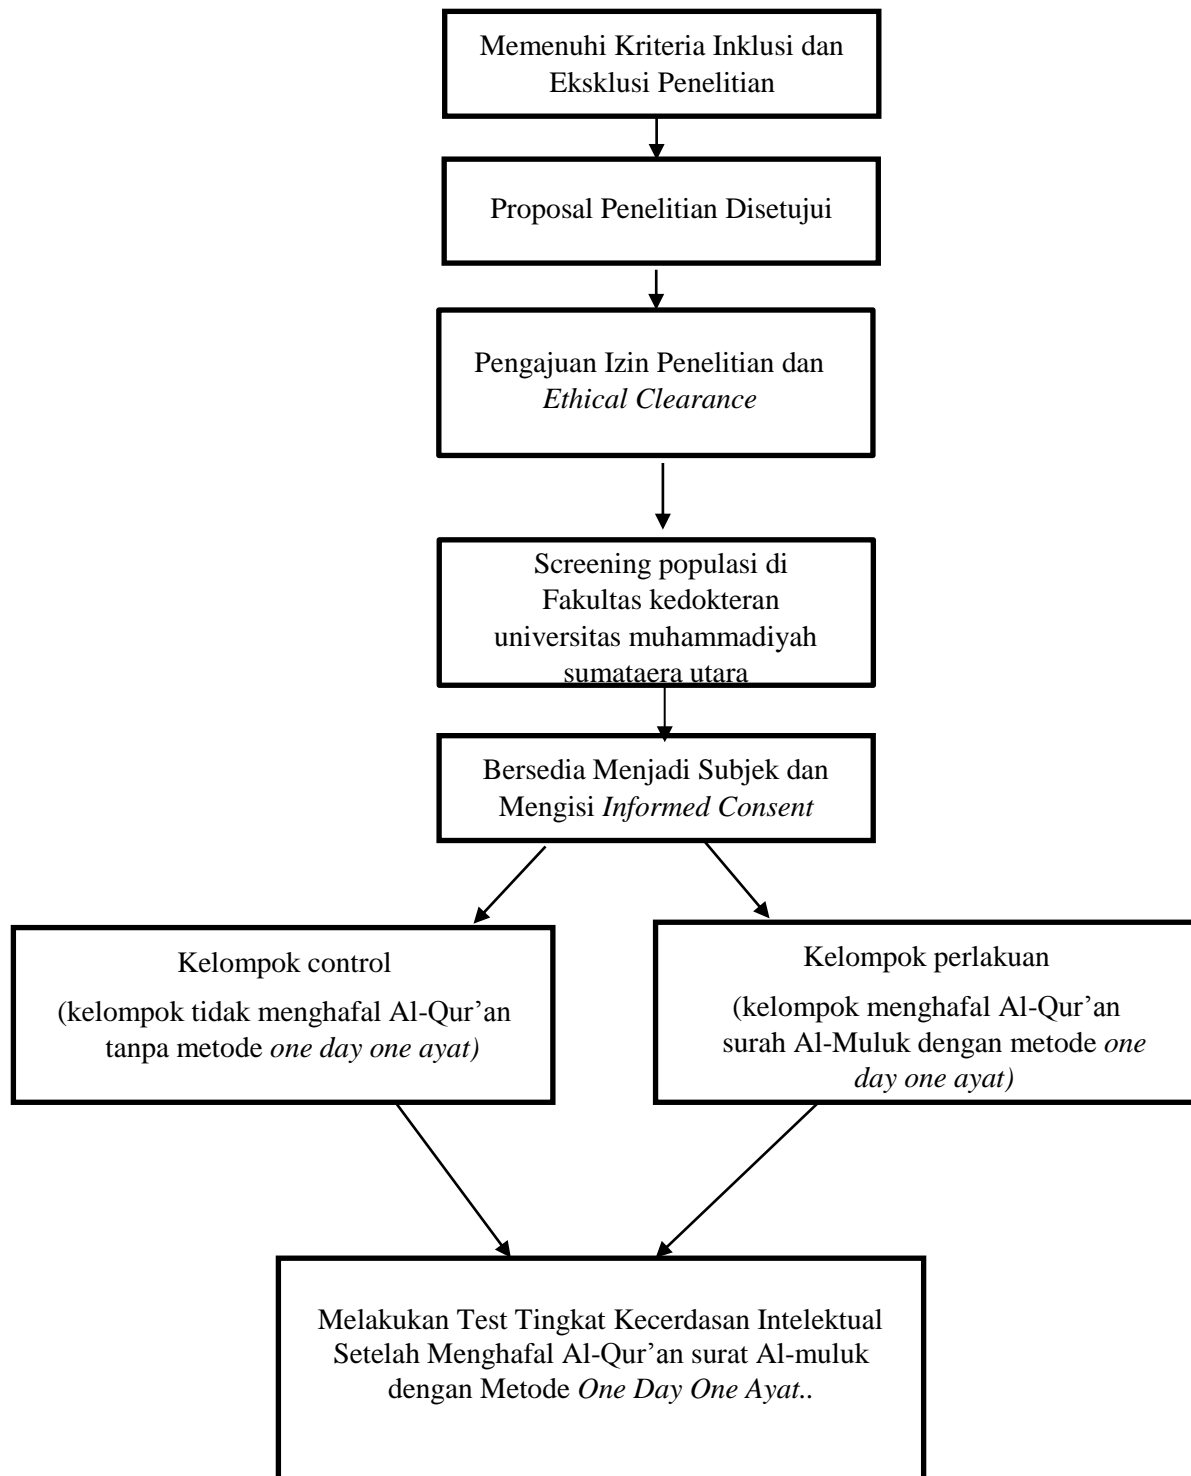 Memenuhi Kriteria Inklusi dan
Eksklusi Penelitian
Proposal Penelitian Disetujui
Pengajuan Izin Penelitian dan
Ethical Clearance
Screening populasi di
Fakultas kedokteran
universitas muhammadiyah
sumataera utara
Bersedia Menjadi Subjek dan
Mengisi Informed Consent
Kelompok control
(kelompok tidak menghafal Al-Qur’an
tanpa metode one day one ayat)
Kelompok perlakuan
(kelompok menghafal Al-Qur’an
surah Al-Muluk dengan metode one
day one ayat)
Melakukan Test Tingkat Kecerdasan Intelektual
Setelah Menghafal Al-Qur’an surat Al-muluk
dengan Metode One Day One Ayat..